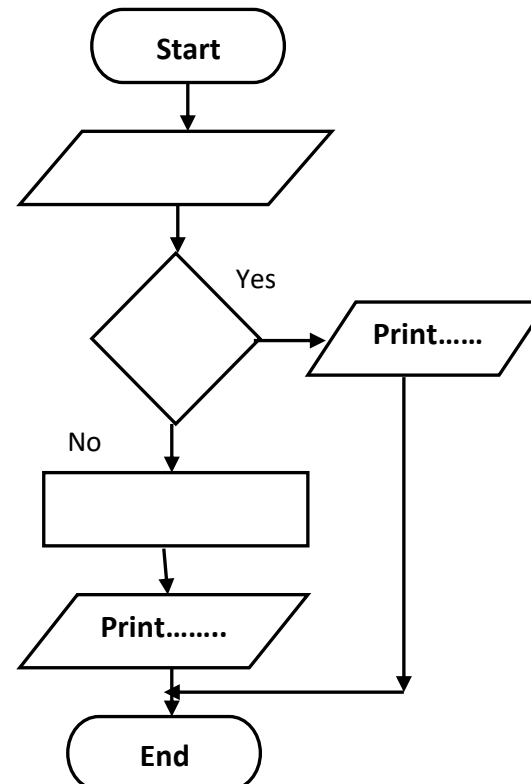 Start
Yes
Print......
No
Print........
End